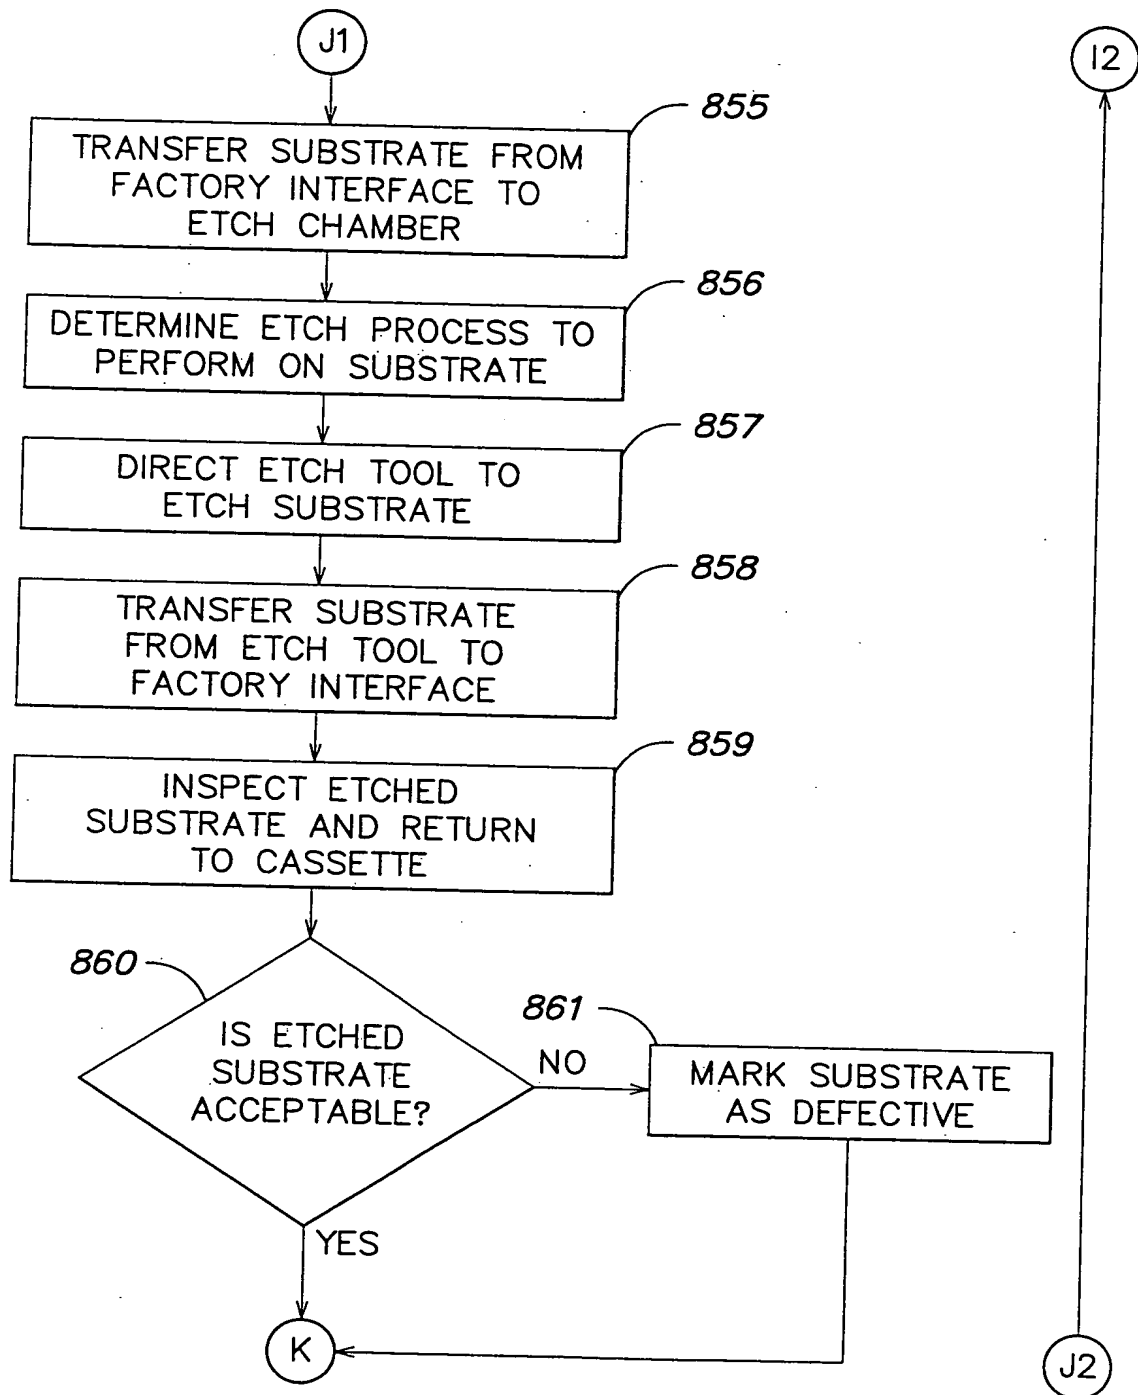 J1
I2
855
TRANSFER SUBSTRATE FROM
FACTORY INTERFACE TO
ETCH CHAMBER
856
DETERMINE ETCH PROCESS TO
PERFORM ON SUBSTRATE
857
DIRECT ETCH TOOL TO
ETCH SUBSTRATE
858
TRANSFER SUBSTRATE
FROM ETCH TOOL TO
FACTORY INTERFACE
859
INSPECT ETCHED
SUBSTRATE AND RETURN
TO CASSETTE
860
IS ETCHED
SUBSTRATE
ACCEPTABLE?
NO
861
MARK SUBSTRATE
AS DEFECTIVE
YES
K
J2